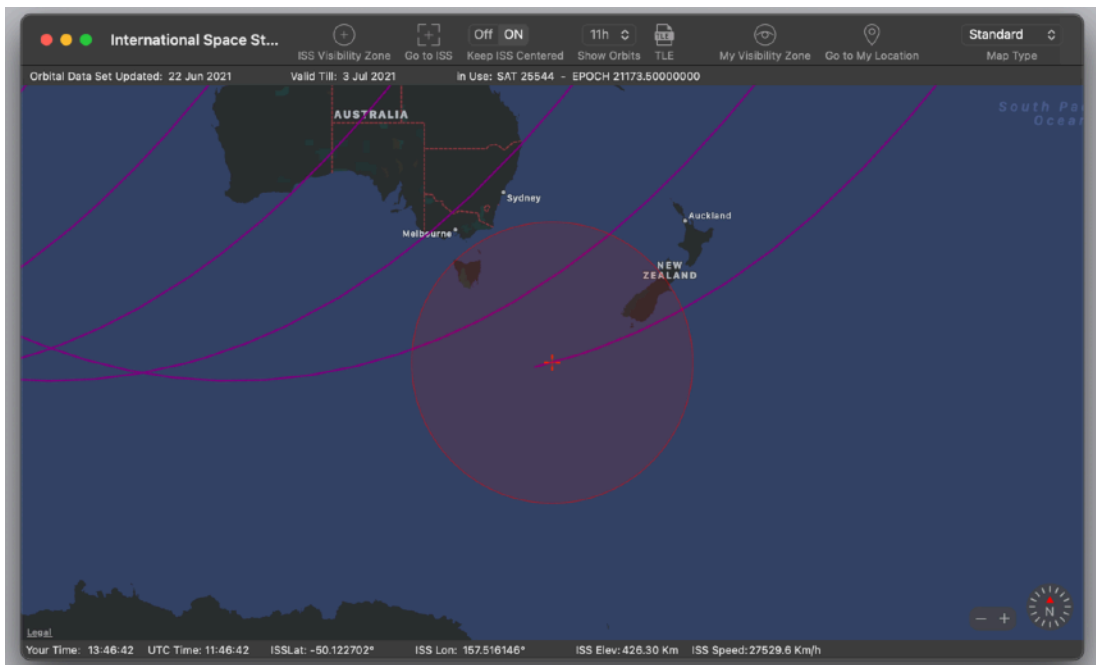 International Space St...
Off ON
11h
Standard
ISS Visibility Zone Go to ISS Keep ISS Centered Show Orbits TLE My Visibility Zone Go to My Location Map Type
Orbital Data Set Updated: 22 Jun 2021 Valid Till: 3 Jul 2021 In Use: SAT 25544 - EPOCH 21173.50000000
AUSTRALIA
South Pa
Ocear
Sydney
Auckland
Melbourne
NEW
ZEALAND
N
Legal
Your Time: 13:46:42 UTC Time: 11:46:42 ISSLat: -50.122702° ISS Lon: 157.516146° ISS Elev: 426.30 Km ISS Speed: 27529.6 Km/h